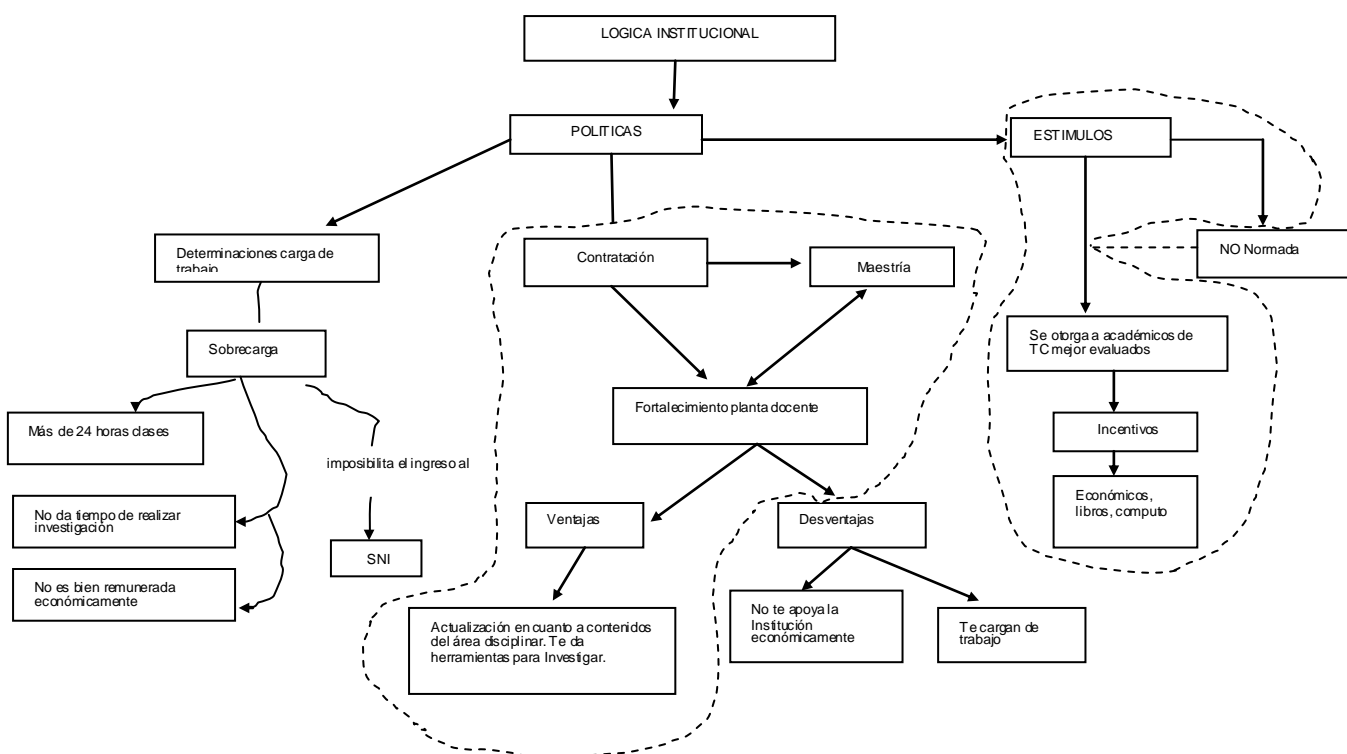 LOGICA INSTITUCIONAL
POLITICAS
ESTIMULOS
Determinaciones carga de
trabajo
Contratación
Maestría
NO Normada
Sobrecarga
Se otorga a académicos de
TC mejor evaluados
Más de 24 horas clases
imposibilita el ingreso al
Fortalecimiento planta docente
Incentivos
No da tiempo de realizar
investigación
Ventajas
Desventajas
Económicos,
libros, computo
SNI
No es bien remunerada
económicamente
Actualización en cuanto a contenidos
del área disciplinar. Te da
herramientas para Investigar.
No te apoya la
Institución
económicamente
Te cargan de
trabajo